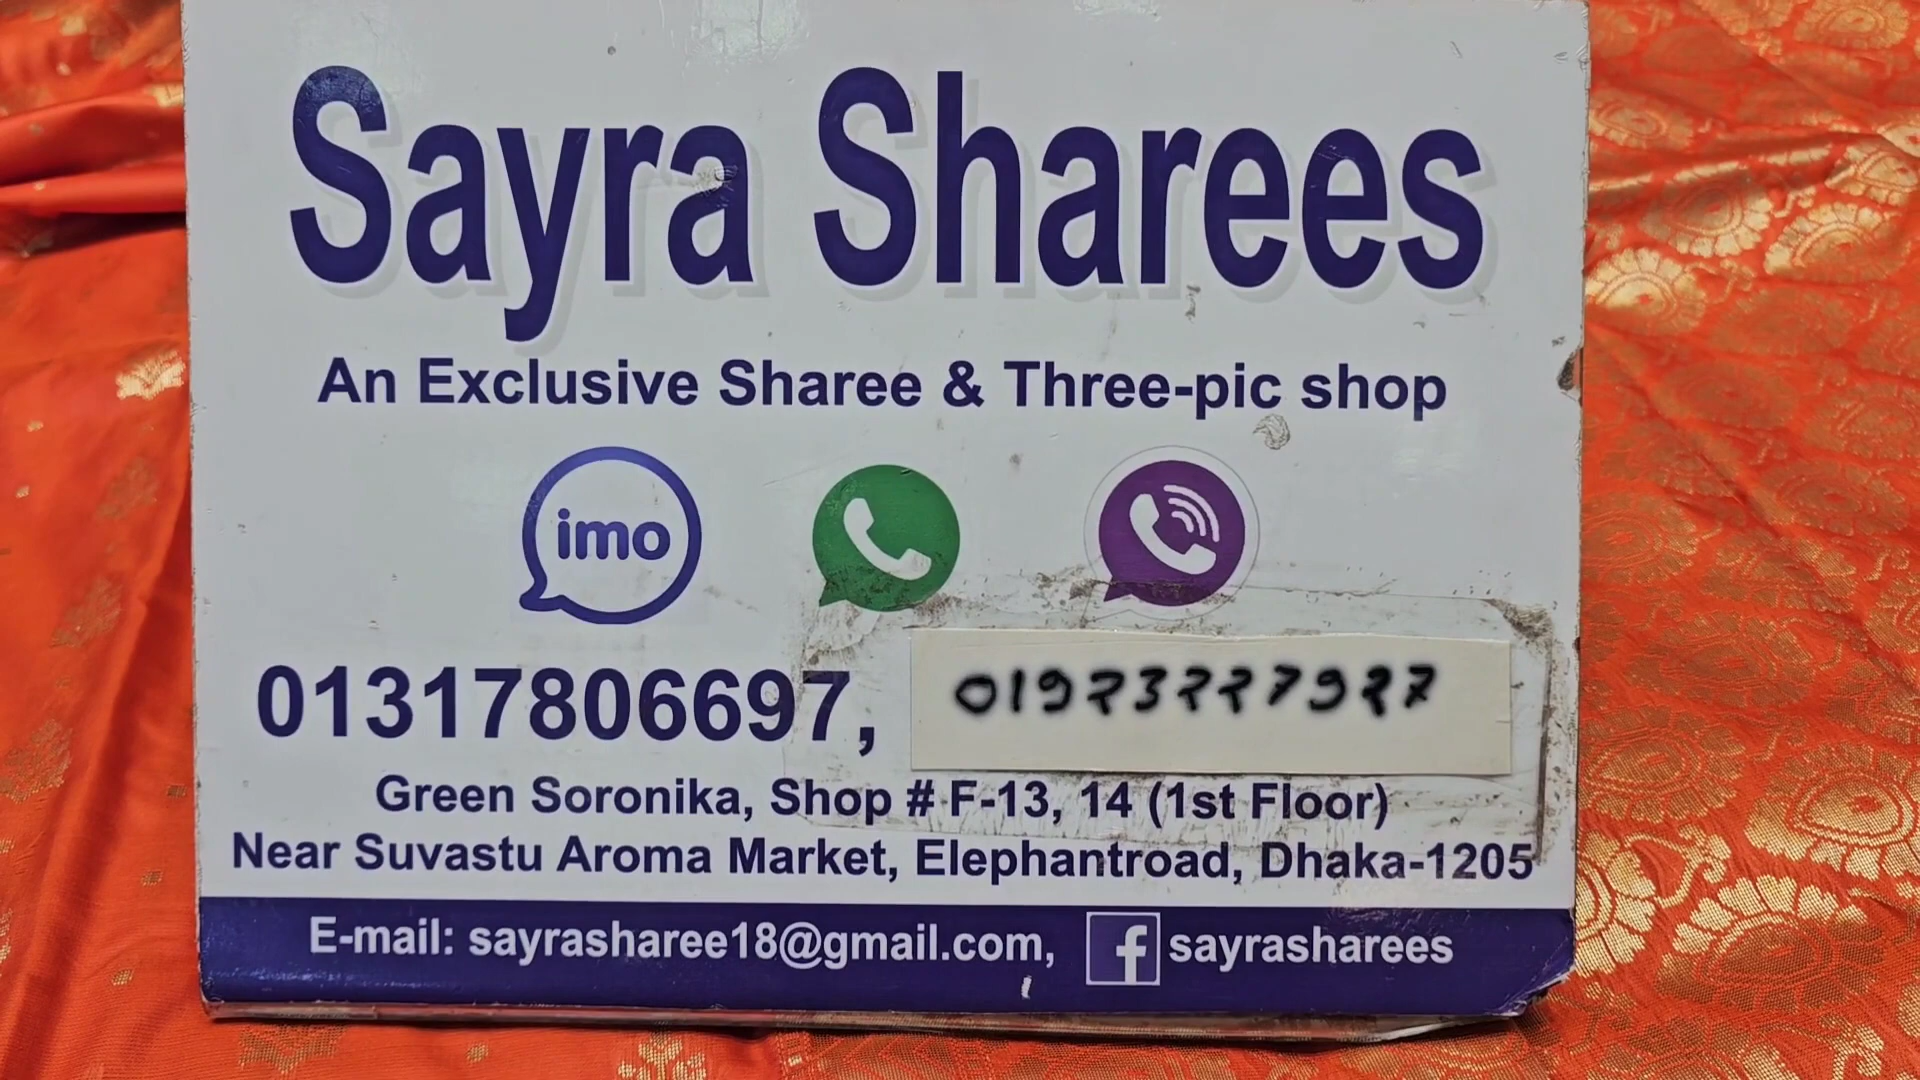 Sayra Sharees
An Exclusive Sharee & Three-pic shop
imo
01317806697, 01923227927
Green Soronika, Shop # F-13, 14 (1st Floor)
Near Suvastu Aroma Market, Elephantroad, Dhaka-1205
E-mail: sayrasharee18@gmail.com, f sayrasharees